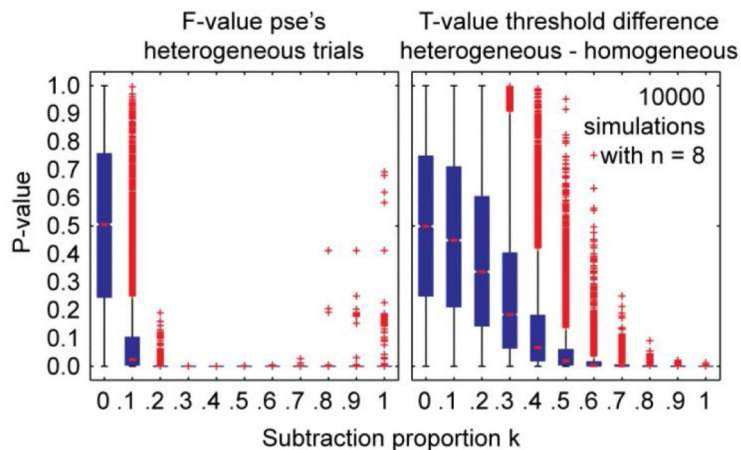 F-value pse's
heterogeneous trials
T-value threshold difference
heterogeneous - homogeneous
P-value
1.0
0.9
0.8
0.7
0.6
0.5
0.4
0.3
0.2
0.1
0.0
10000
simulations
with n = 8
0 .1 .2 .3 .4 .5 .6 .7 .8 .9 1
0 .1 .2 .3 .4 .5 .6 .7 .8 .9 1
Subtraction proportion k